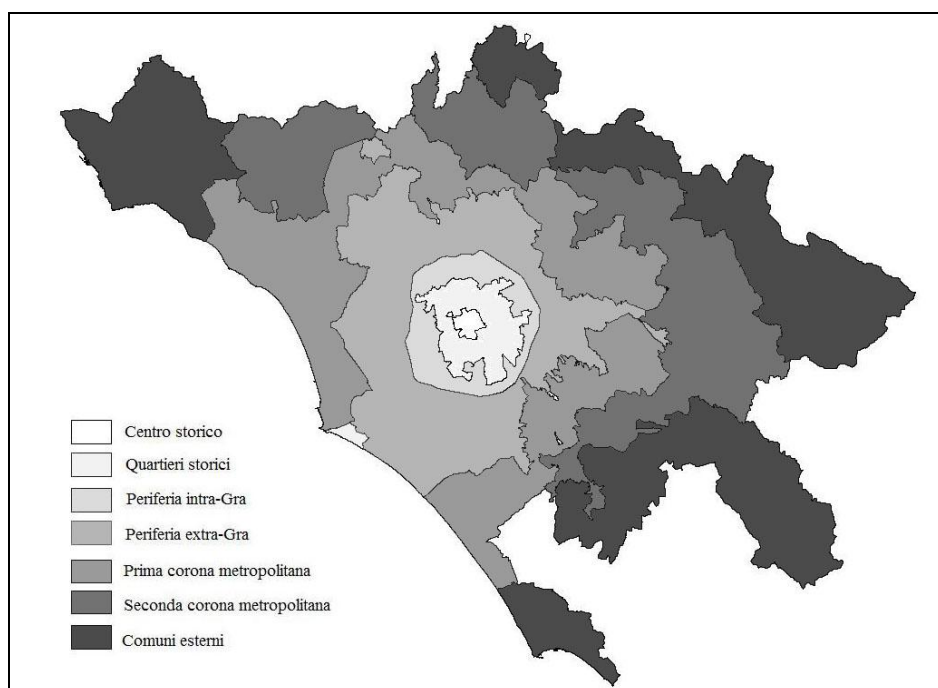 Centro storico
Quartieri storici
Periferia intra-Gra
Periferia extra-Gra
Prima corona metropolitana
Seconda corona metropolitana
Comuni esterni